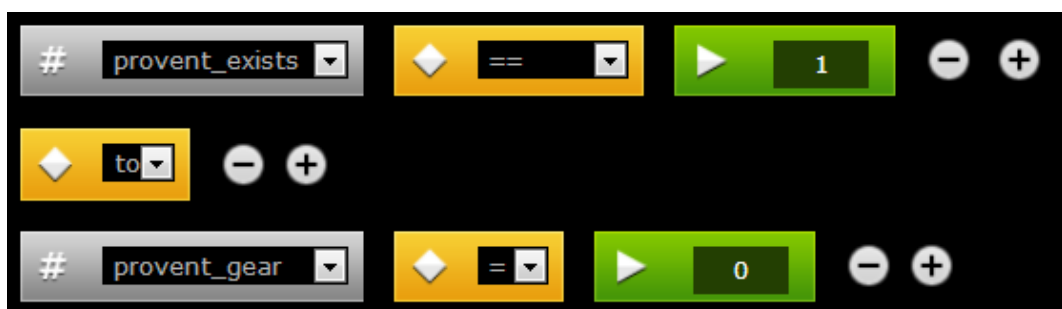 # provent_exists == 1
to
# provent_gear = 0